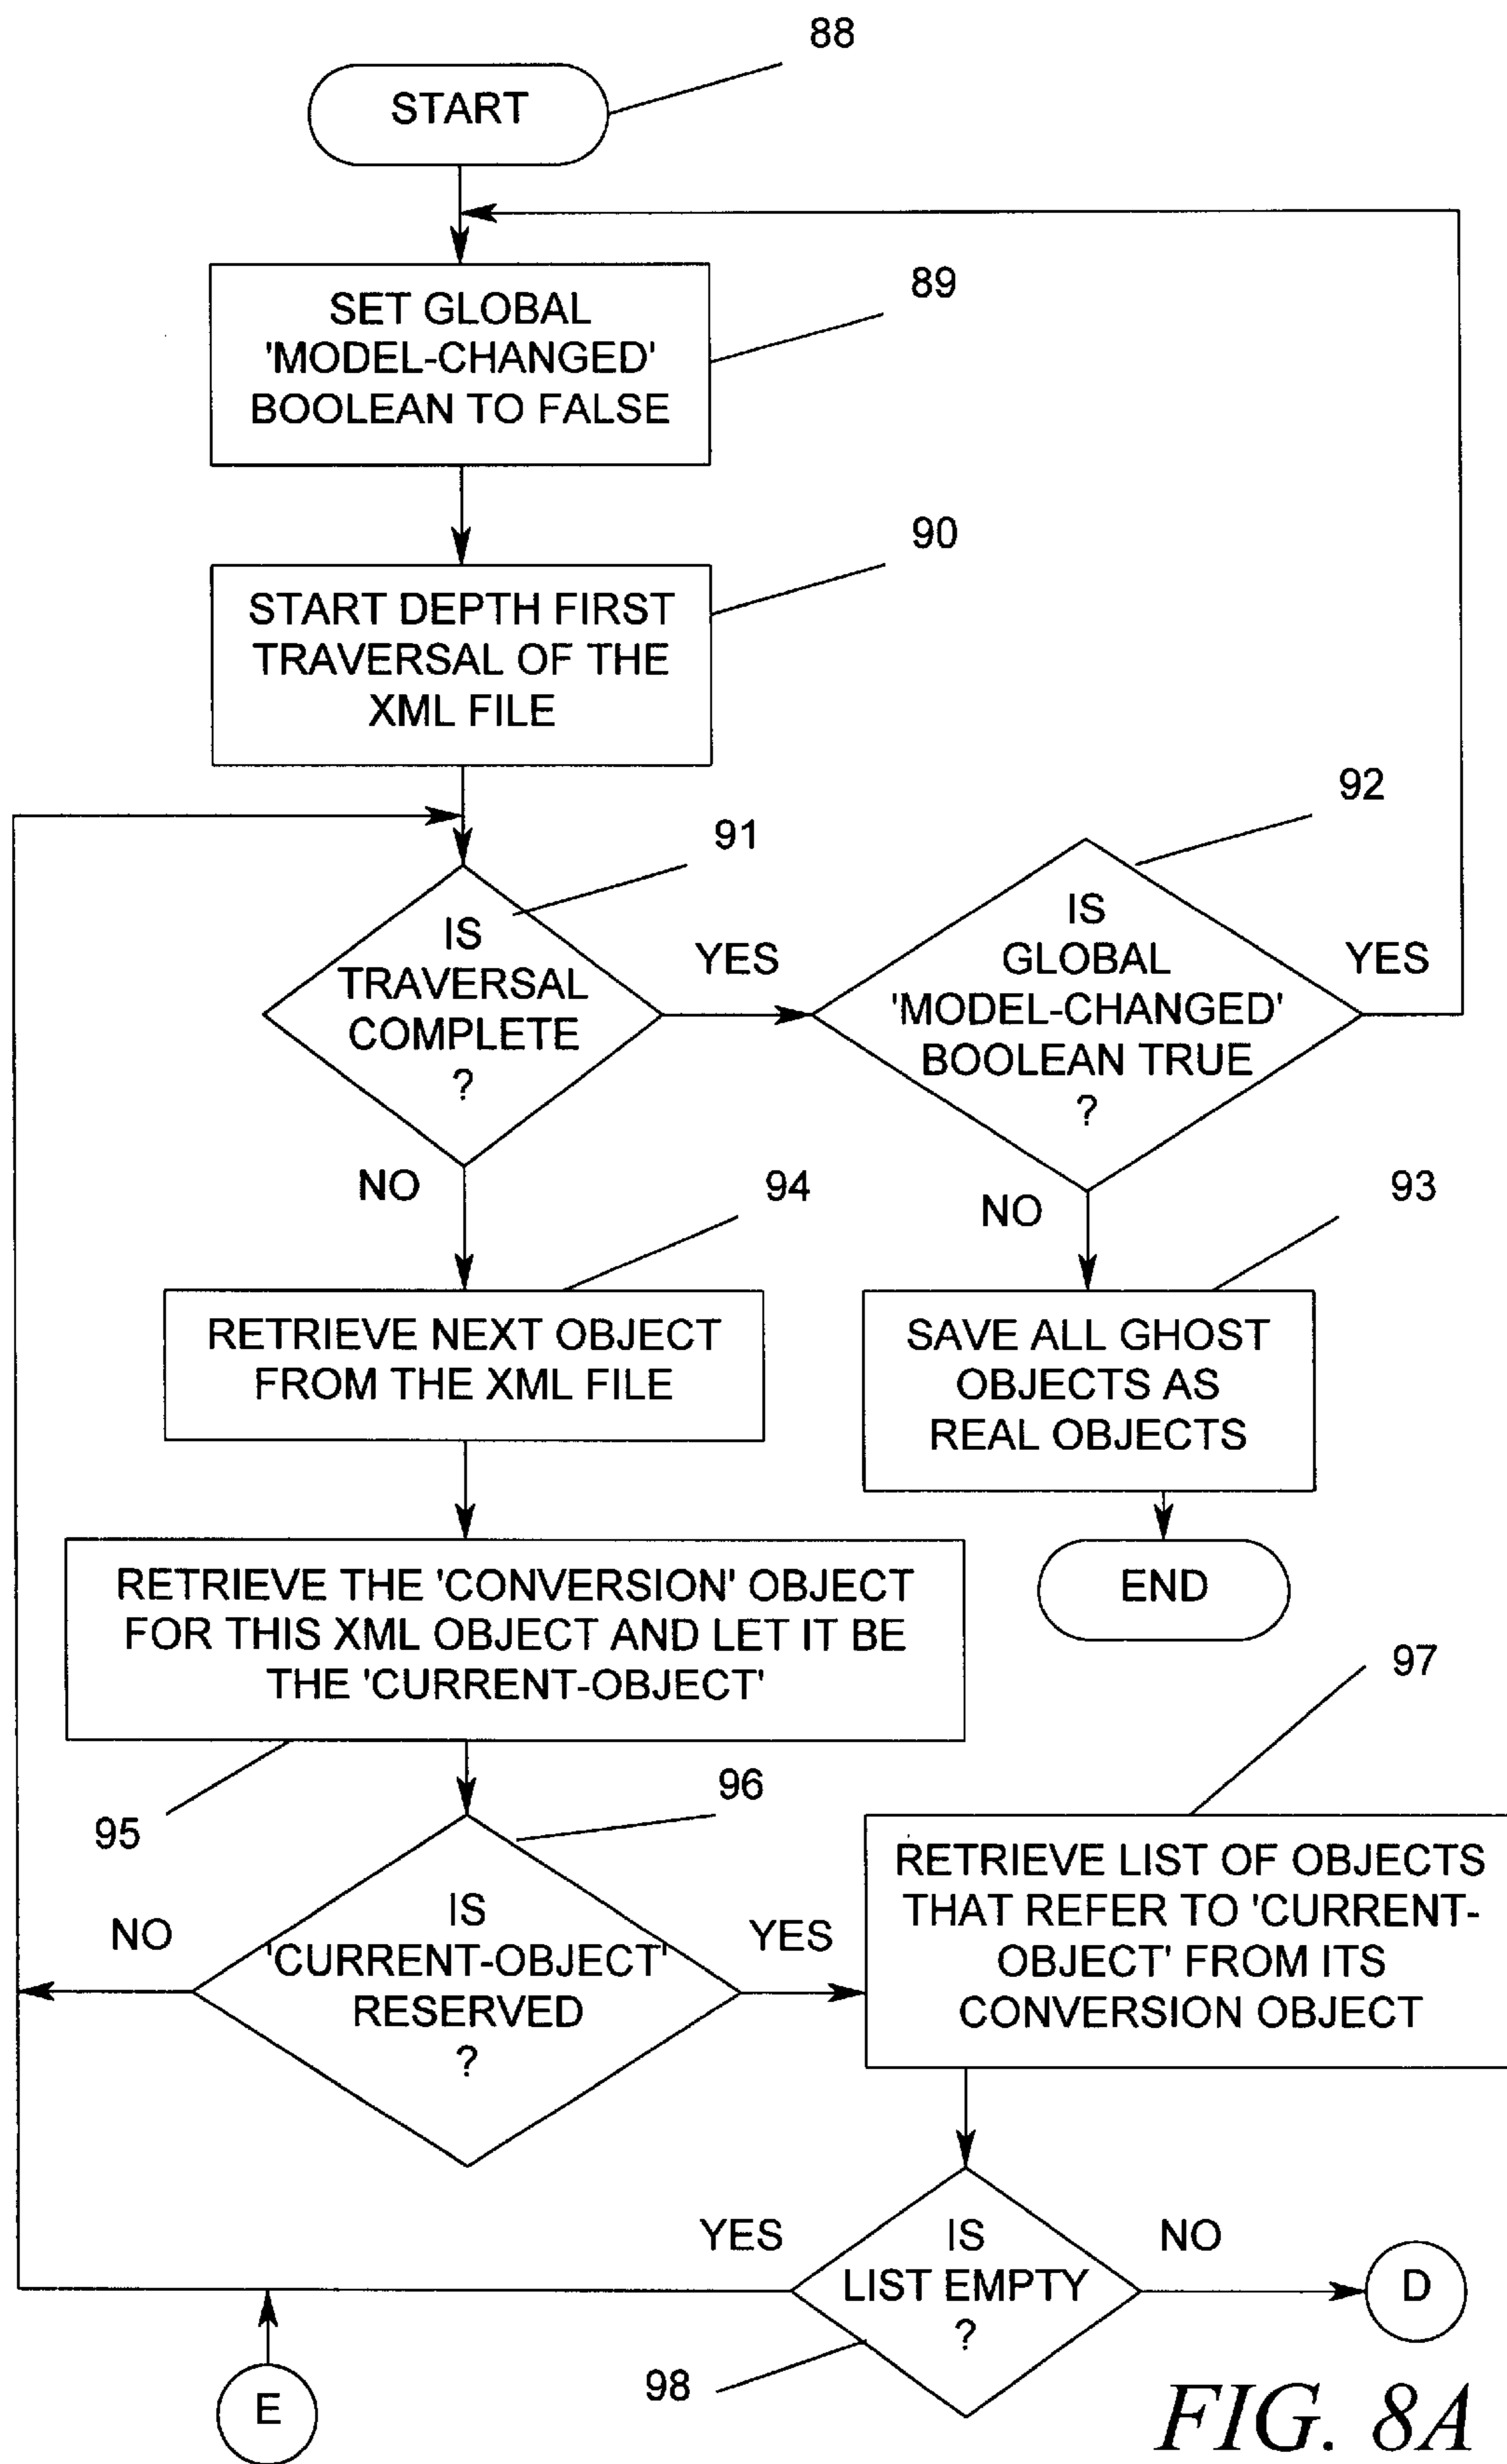 88
START
89
SET GLOBAL
'MODEL-CHANGED'
BOOLEAN TO FALSE
90
START DEPTH FIRST
TRAVERSAL OF THE
XML FILE
91
IS
TRAVERSAL
COMPLETE
?
YES
NO
92
IS
GLOBAL
'MODEL-CHANGED'
BOOLEAN TRUE
?
YES
NO
94
RETRIEVE NEXT OBJECT
FROM THE XML FILE
93
SAVE ALL GHOST
OBJECTS AS
REAL OBJECTS
END
RETRIEVE THE 'CONVERSION' OBJECT
FOR THIS XML OBJECT AND LET IT BE
THE 'CURRENT-OBJECT'
95
96
IS
'CURRENT-OBJECT'
RESERVED
?
NO
YES
97
RETRIEVE LIST OF OBJECTS
THAT REFER TO 'CURRENT-
OBJECT' FROM ITS
CONVERSION OBJECT
YES
IS
LIST EMPTY
?
NO
D
98
E
FIG. 8A